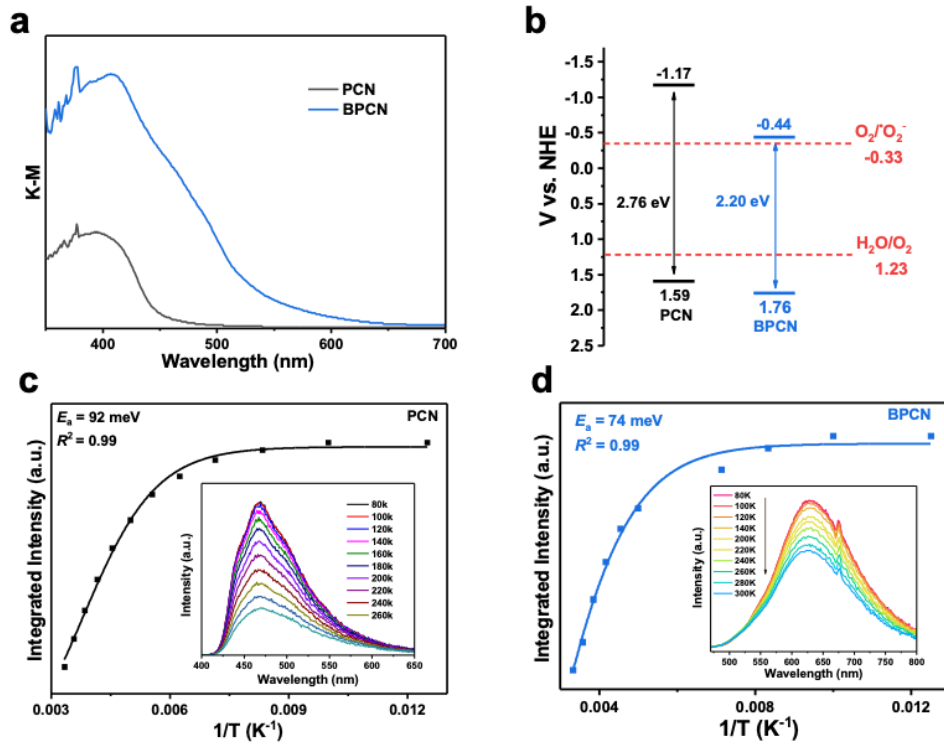 a
PCN
BPCN
K-M
400
500
600
700
Wavelength (nm)
b
V vs. NHE
-1.5
-1.0
-0.5
0.0
0.5
1.0
1.5
2.0
2.5
-1.17
2.76 eV
1.59
PCN
-0.44
2.20 eV
1.76
BPCN
O₂/•O₂⁻
-0.33
H₂O/O₂
1.23
c
Eₐ = 92 meV
R² = 0.99
PCN
Integrated Intensity (a.u.)
0.003
0.006
0.009
0.012
1/T (K⁻¹)
Intensity (a.u.)
80k
100k
120k
140k
160k
180k
200k
220k
240k
260k
400
450
500
550
600
650
Wavelength (nm)
d
Eₐ = 74 meV
R² = 0.99
BPCN
Integrated Intensity (a.u.)
0.004
0.006
0.008
0.010
0.012
1/T (K⁻¹)
Intensity (a.u.)
80K
100K
120K
140K
200K
220K
240K
260K
280K
300K
500
550
600
650
700
750
800
Wavelength (nm)